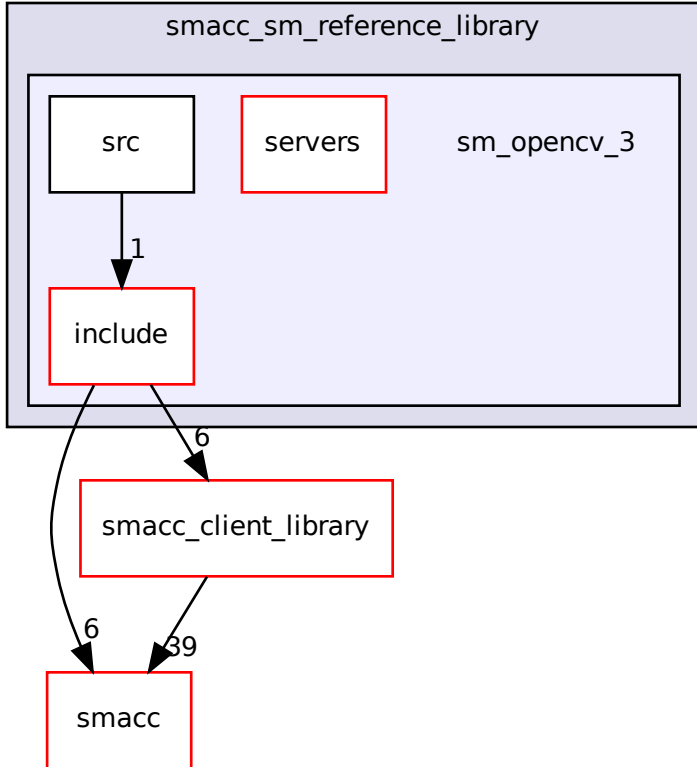 smacc_sm_reference_library
src
servers
sm_opencv_3
1
include
6
smacc_client_library
6
39
smacc